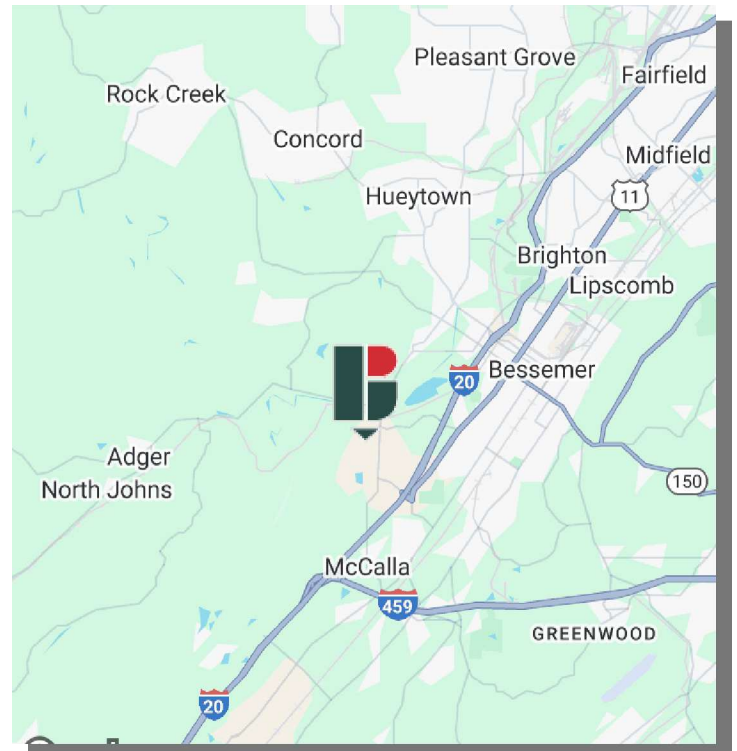 Pleasant Grove
Fairfield
Rock Creek
Concord
Midfield
Hueytown
11
Brighton
Lipscomb
20
Bessemer
Adger
North Johns
150
McCalla
459
GREENWOOD
20